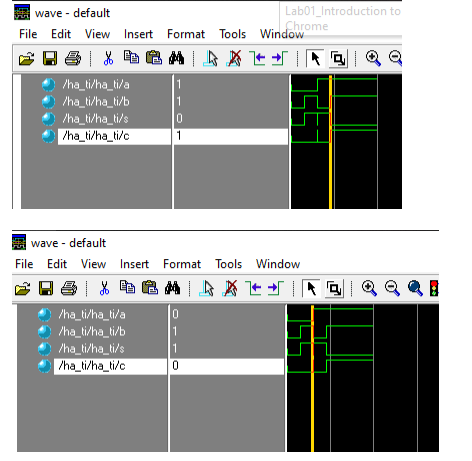 wave - default
Lab01_Introduction to
Chrome
File Edit View Insert Format Tools Window
/ha_ti/ha_ti/a 1
/ha_ti/ha_ti/b 1
/ha_ti/ha_ti/s 0
/ha_ti/ha_ti/c 1
wave - default
File Edit View Insert Format Tools Window
/ha_ti/ha_ti/a 0
/ha_ti/ha_ti/b 1
/ha_ti/ha_ti/s 1
/ha_ti/ha_ti/c 0